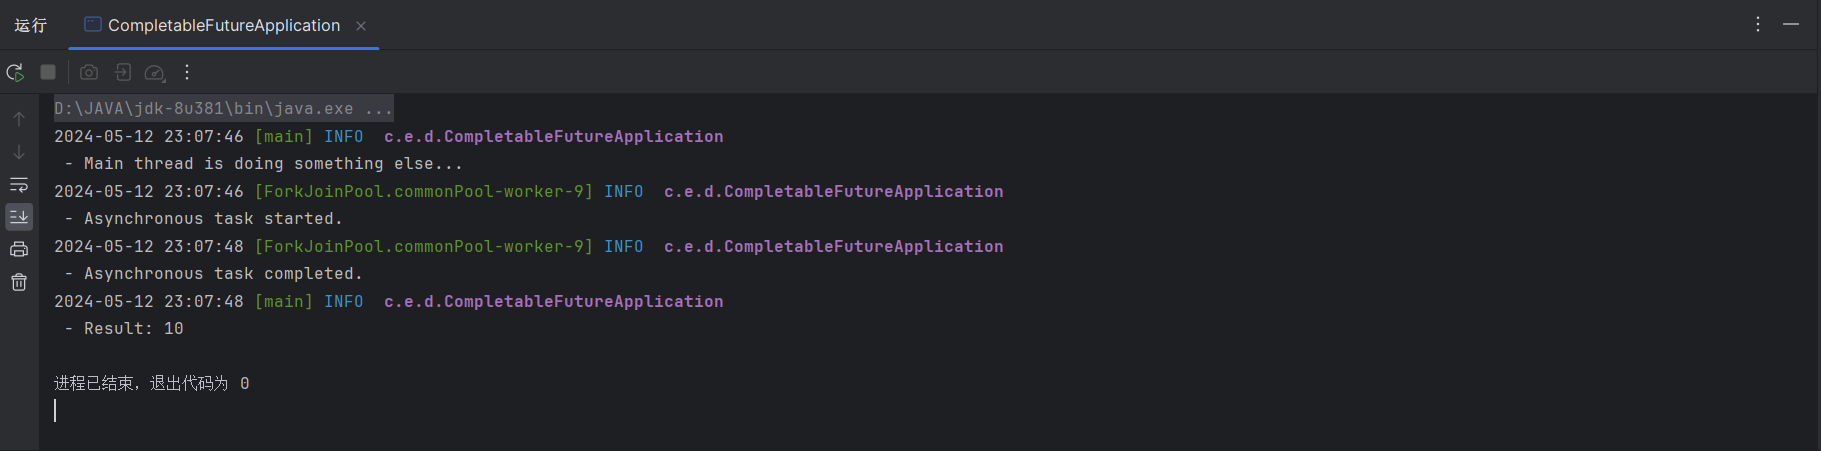 运行 CompletableFutureApplication
D:\JAVA\jdk-8u381\bin\java.exe ...
2024-05-12 23:07:46 [main] INFO  c.e.d.CompletableFutureApplication
 - Main thread is doing something else...
2024-05-12 23:07:46 [ForkJoinPool.commonPool-worker-9] INFO  c.e.d.CompletableFutureApplication
 - Asynchronous task started.
2024-05-12 23:07:48 [ForkJoinPool.commonPool-worker-9] INFO  c.e.d.CompletableFutureApplication
 - Asynchronous task completed.
2024-05-12 23:07:48 [main] INFO  c.e.d.CompletableFutureApplication
 - Result: 10
进程已结束，退出代码为 0